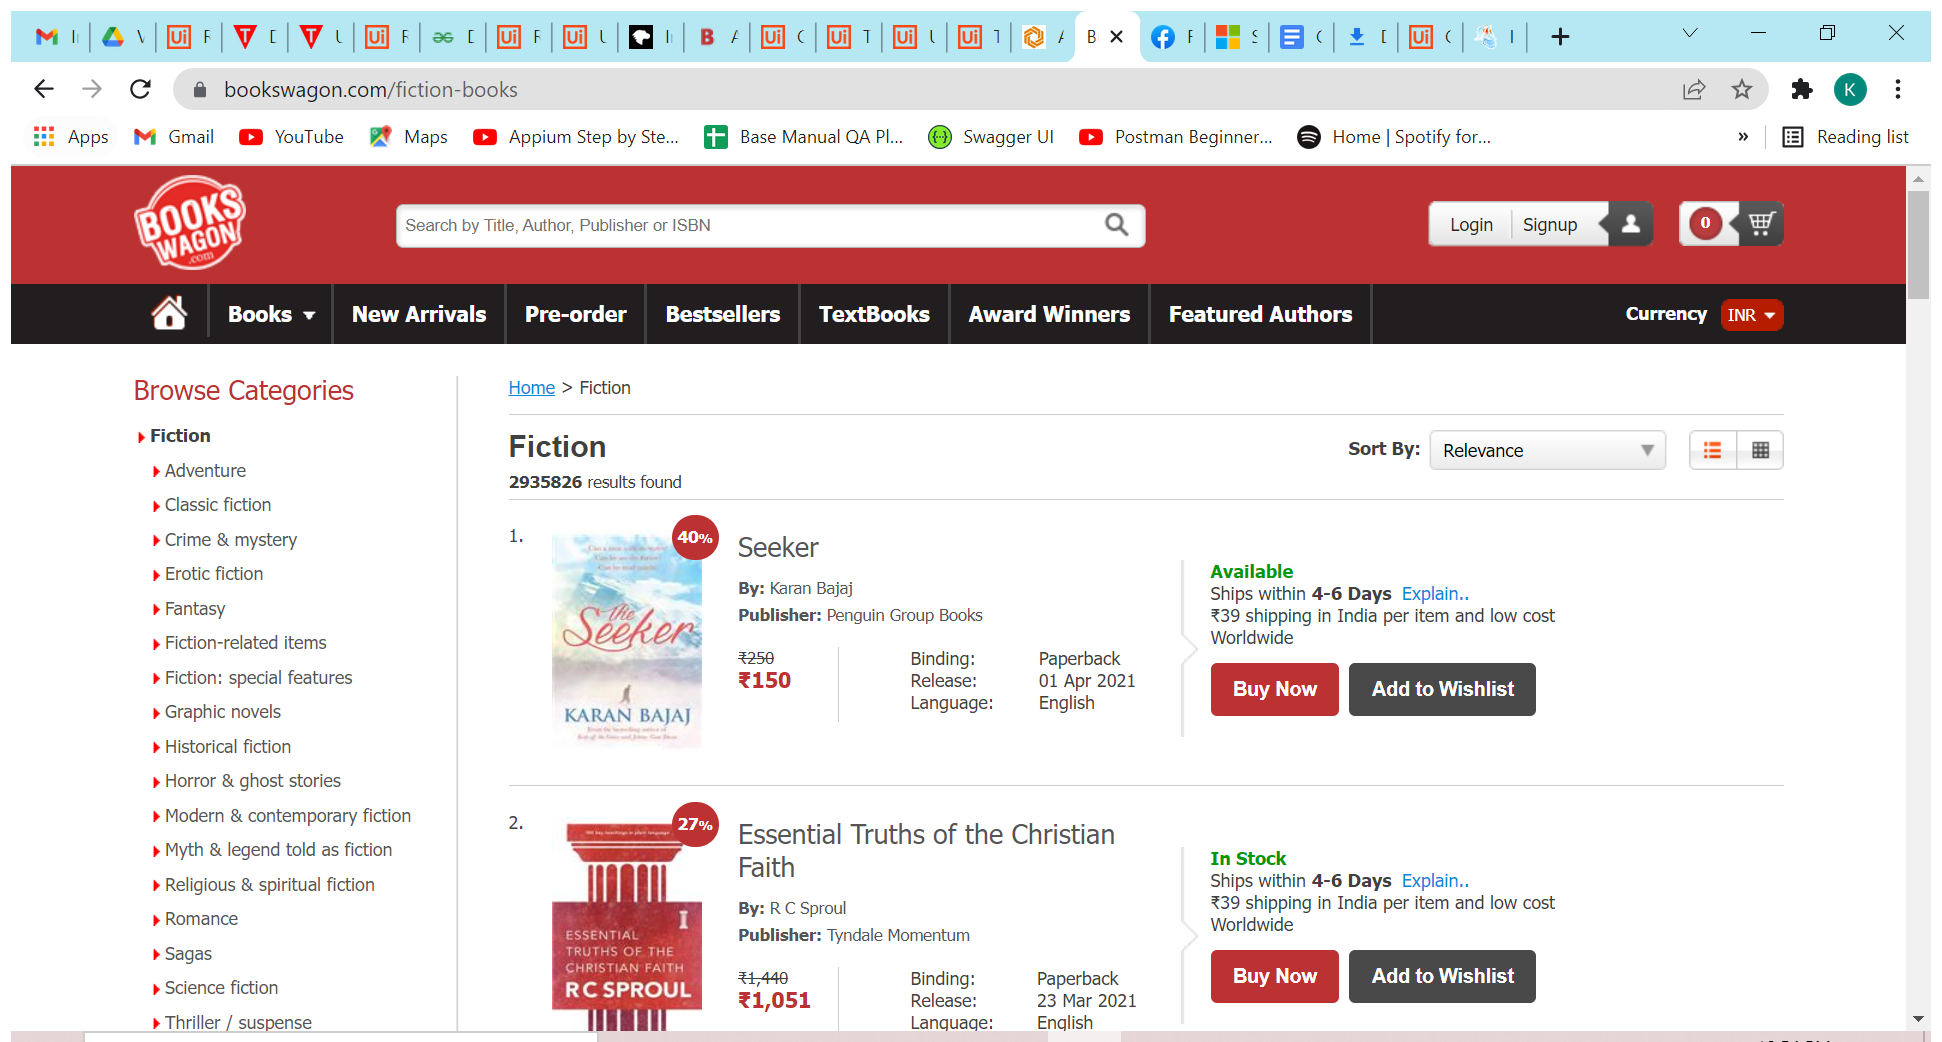 bookswagon.com/fiction-books
K
Apps
Gmail
YouTube
Maps
Appium Step by Ste...
Base Manual QA Pl...
Swagger UI
Postman Beginner...
Home | Spotify for...
»
Reading list
BOOKS
WAGON
.com
Search by Title, Author, Publisher or ISBN
Login
Signup
0
Books
New Arrivals
Pre-order
Bestsellers
TextBooks
Award Winners
Featured Authors
Currency
INR
Browse Categories
Fiction
Adventure
Classic fiction
Crime & mystery
Erotic fiction
Fantasy
Fiction-related items
Fiction: special features
Graphic novels
Historical fiction
Horror & ghost stories
Modern & contemporary fiction
Myth & legend told as fiction
Religious & spiritual fiction
Romance
Sagas
Science fiction
Thriller / suspense
Home > Fiction
Fiction
2935826 results found
Sort By:
Relevance
1.
40%
the
Seeker
KARAN BAJAJ
Seeker
By: Karan Bajaj
Publisher: Penguin Group Books
₹250
₹150
Binding: Paperback
Release: 01 Apr 2021
Language: English
Available
Ships within 4-6 Days Explain..
₹39 shipping in India per item and low cost
Worldwide
Buy Now
Add to Wishlist
2.
27%
ESSENTIAL
TRUTHS OF THE
CHRISTIAN FAITH
RC SPROUL
Essential Truths of the Christian
Faith
By: R C Sproul
Publisher: Tyndale Momentum
₹1,440
₹1,051
Binding: Paperback
Release: 23 Mar 2021
Language: English
In Stock
Ships within 4-6 Days Explain..
₹39 shipping in India per item and low cost
Worldwide
Buy Now
Add to Wishlist